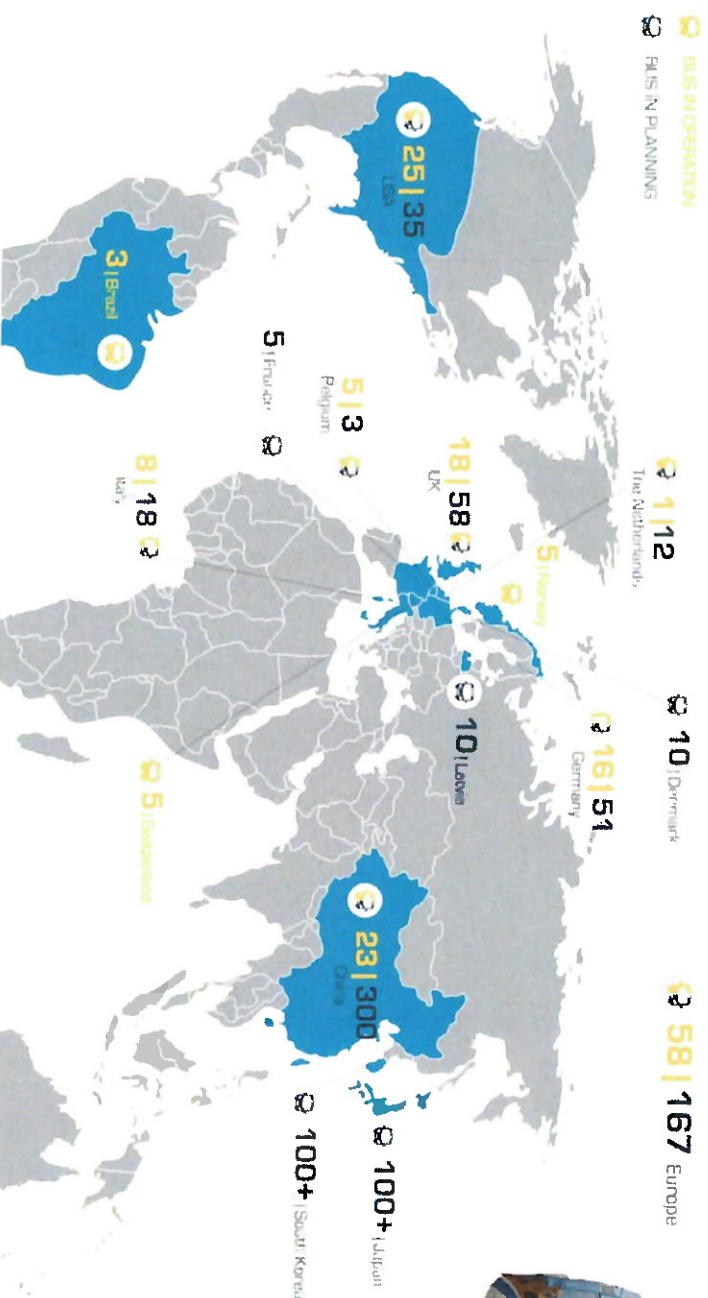 BUS IN OPERATION
BUS IN PLANNING
1|12
The Netherlands
10|Denmark
58|167 Europe
16|51
Germany
5|Norway
18|58
UK
10|Latvia
25|35
USA
5|3
Belgium
5|France
23|300
China
100+|Japan
100+|South Korea
3|Brazil
8|18
Italy
5|Switzerland